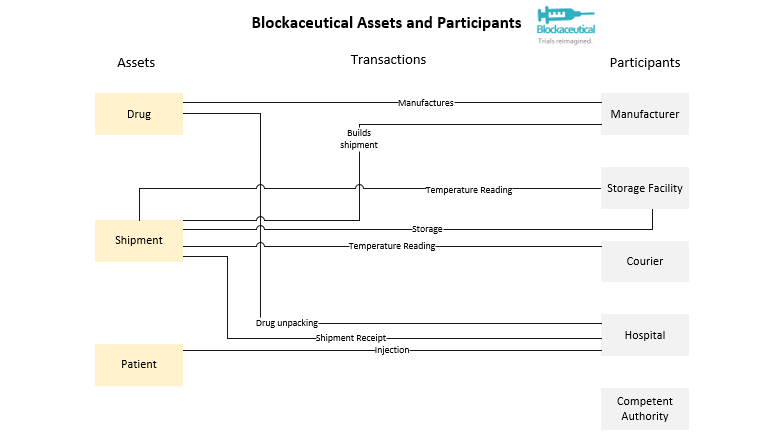 Blockaceutical Assets and Participants
Blockaceutical
Trials reimagined.
Assets
Transactions
Participants
Drug
Manufactures
Manufacturer
Builds
shipment
Temperature Reading
Storage Facility
Shipment
Storage
Temperature Reading
Courier
Drug unpacking
Shipment Receipt
Hospital
Injection
Patient
Competent
Authority